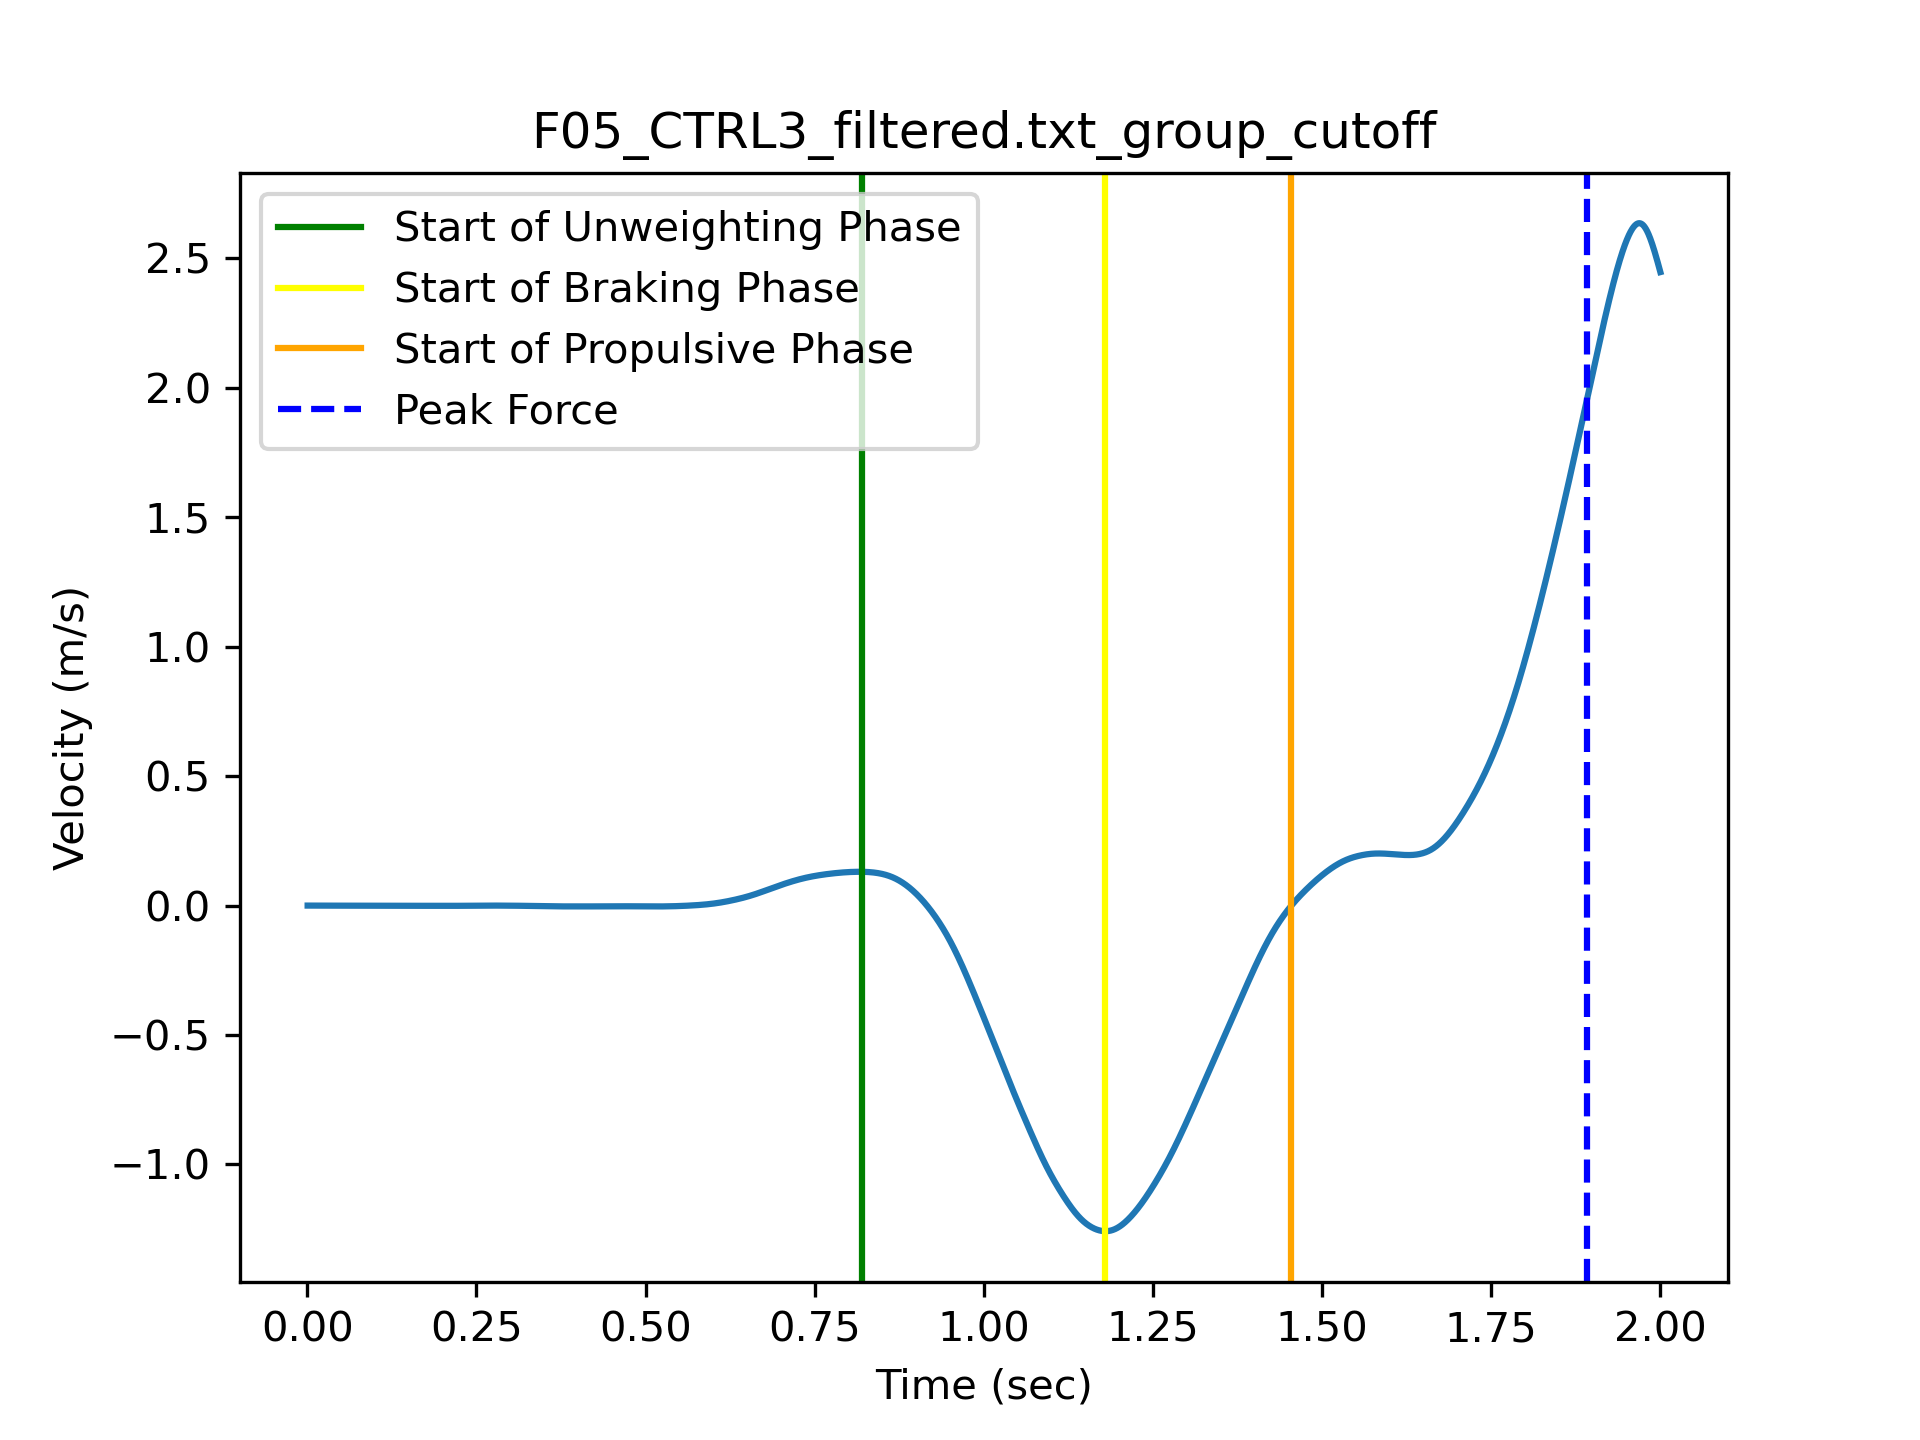 F05_CTRL3_filtered.txt_group_cutoff
Start of Unweighting Phase
Start of Braking Phase
Start of Propulsive Phase
Peak Force
Velocity (m/s)
2.5
2.0
1.5
1.0
0.5
0.0
−0.5
−1.0
0.00 0.25 0.50 0.75 1.00 1.25 1.50 1.75 2.00
Time (sec)